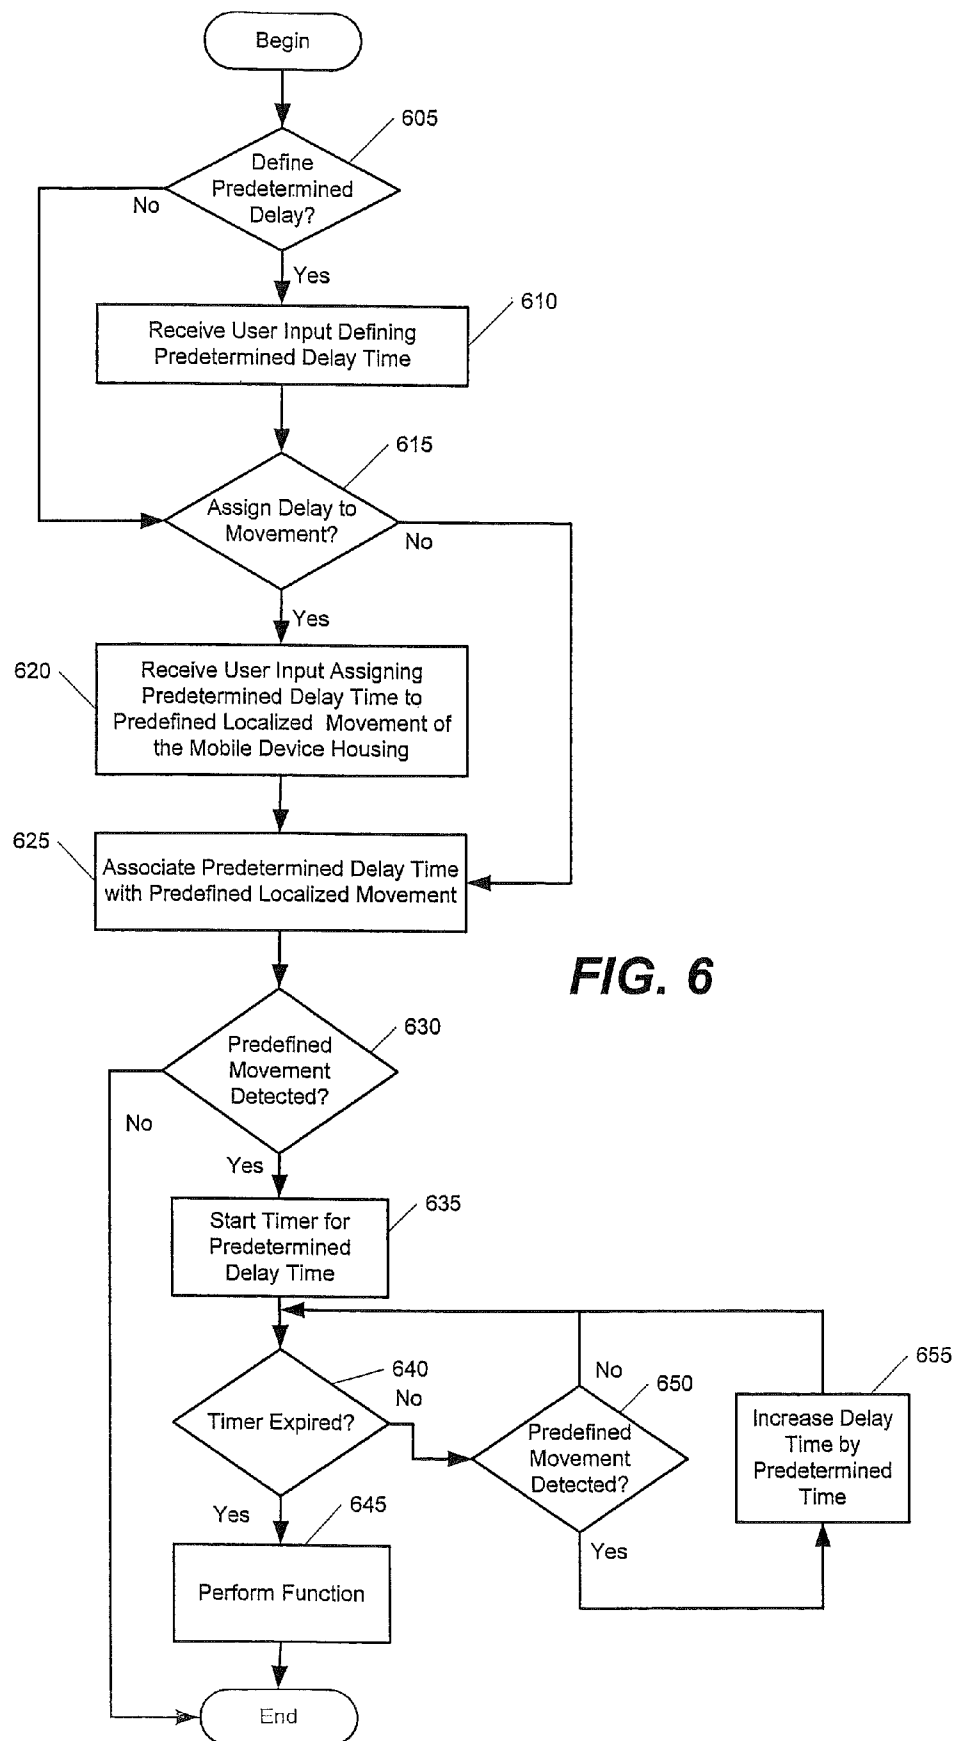 Begin
605
Define
Predetermined
Delay?
No
Yes
610
Receive User Input Defining
Predetermined Delay Time
615
Assign Delay to
Movement?
No
Yes
620
Receive User Input Assigning
Predetermined Delay Time to
Predefined Localized Movement of
the Mobile Device Housing
625
Associate Predetermined Delay Time
with Predefined Localized Movement
FIG. 6
630
Predefined
Movement
Detected?
No
Yes
635
Start Timer for
Predetermined
Delay Time
640
Timer Expired?
No
650
No
Predefined
Movement
Detected?
Yes
655
Increase Delay
Time by
Predetermined
Time
Yes
645
Perform Function
End